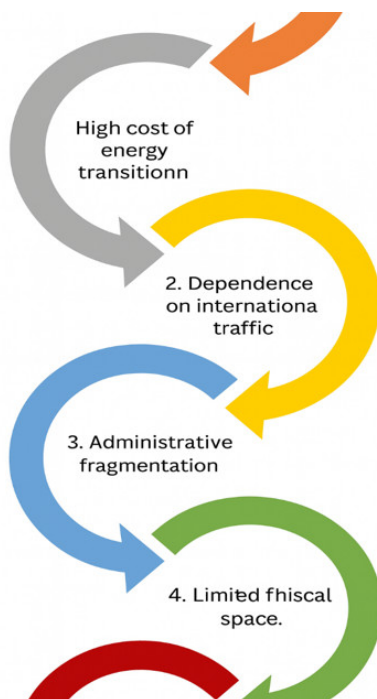 High cost of
energy
transitionn
2. Dependence
on internationa
traffic
3. Administrative
fragmentation
4. Limited fhiscal
space.